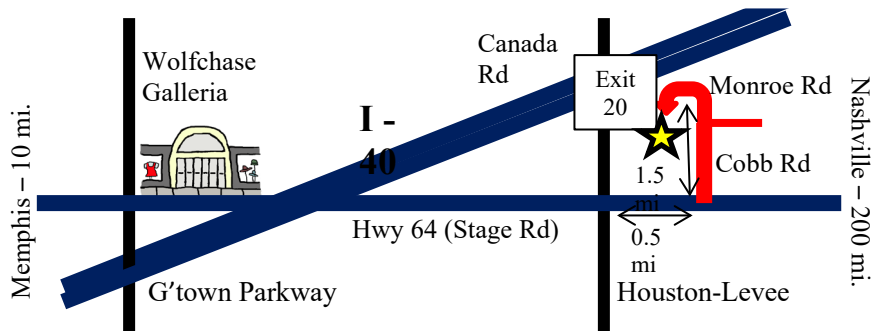 Canada
Rd
Wolfchase
Galleria
Exit
20
Monroe Rd
I -
40
Memphis – 10 mi.
Nashville – 200 mi.
Cobb Rd
1.5
mi
Hwy 64 (Stage Rd)
0.5
mi
G’town Parkway
Houston-Levee